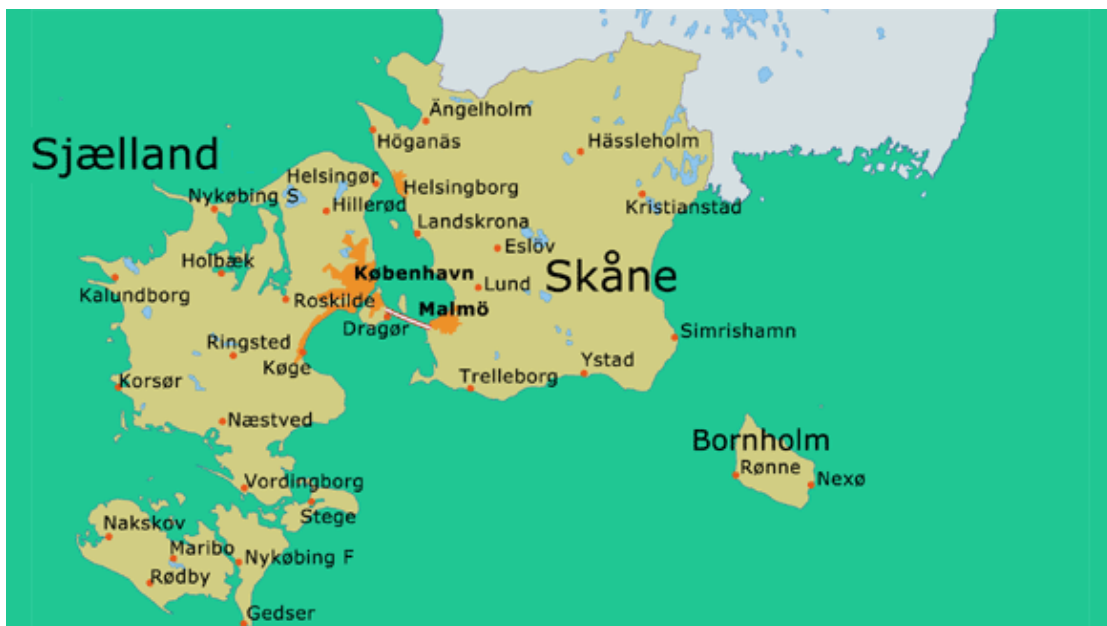 Ängelholm
Höganäs
Hässleholm
Sjælland
Helsingør
Helsingborg
Nykøbing S
Hillerød
Kristianstad
Landskrona
Eslöv
Holbæk
København
Skåne
Kalundborg
Roskilde
Lund
Malmö
Dragør
Simrishamn
Ringsted
Køge
Ystad
Korsør
Trelleborg
Næstved
Bornholm
Rønne
Nexø
Vordingborg
Stege
Nakskov
Maribo
Nykøbing F
Rødby
Gedser